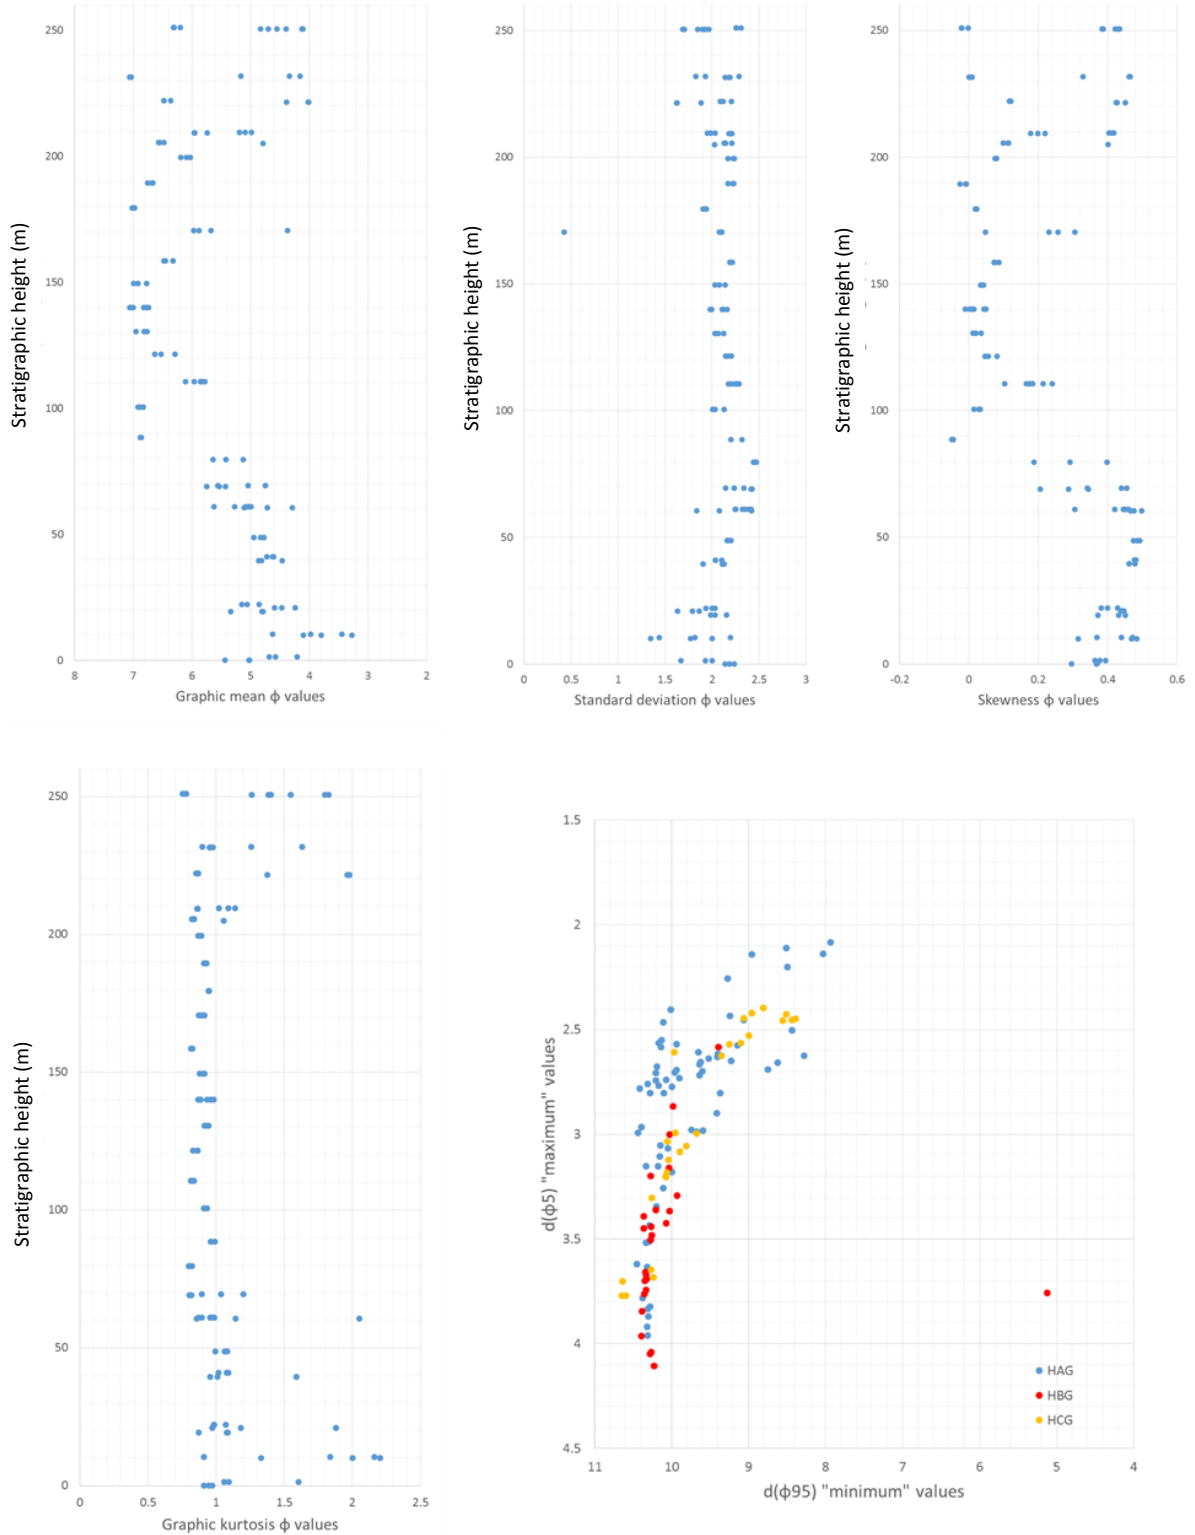 250
200
150
100
50
0
8 7 6 5 4 3 2
Graphic mean ϕ values
Stratigraphic height (m)
250
200
150
100
50
0
0 0.5 1 1.5 2 2.5 3
Standard deviation ϕ values
Stratigraphic height (m)
250
200
150
100
50
0
-0.2 0 0.2 0.4 0.6
Skewness ϕ values
Stratigraphic height (m)
250
200
150
100
50
0
0 0.5 1 1.5 2 2.5
Graphic kurtosis ϕ values
Stratigraphic height (m)
1.5
2
2.5
3
3.5
4
4.5
11 10 9 8 7 6 5 4
d(ϕ95) "minimum" values
d(ϕ5) "maximum" values
HAG
HBG
HCG